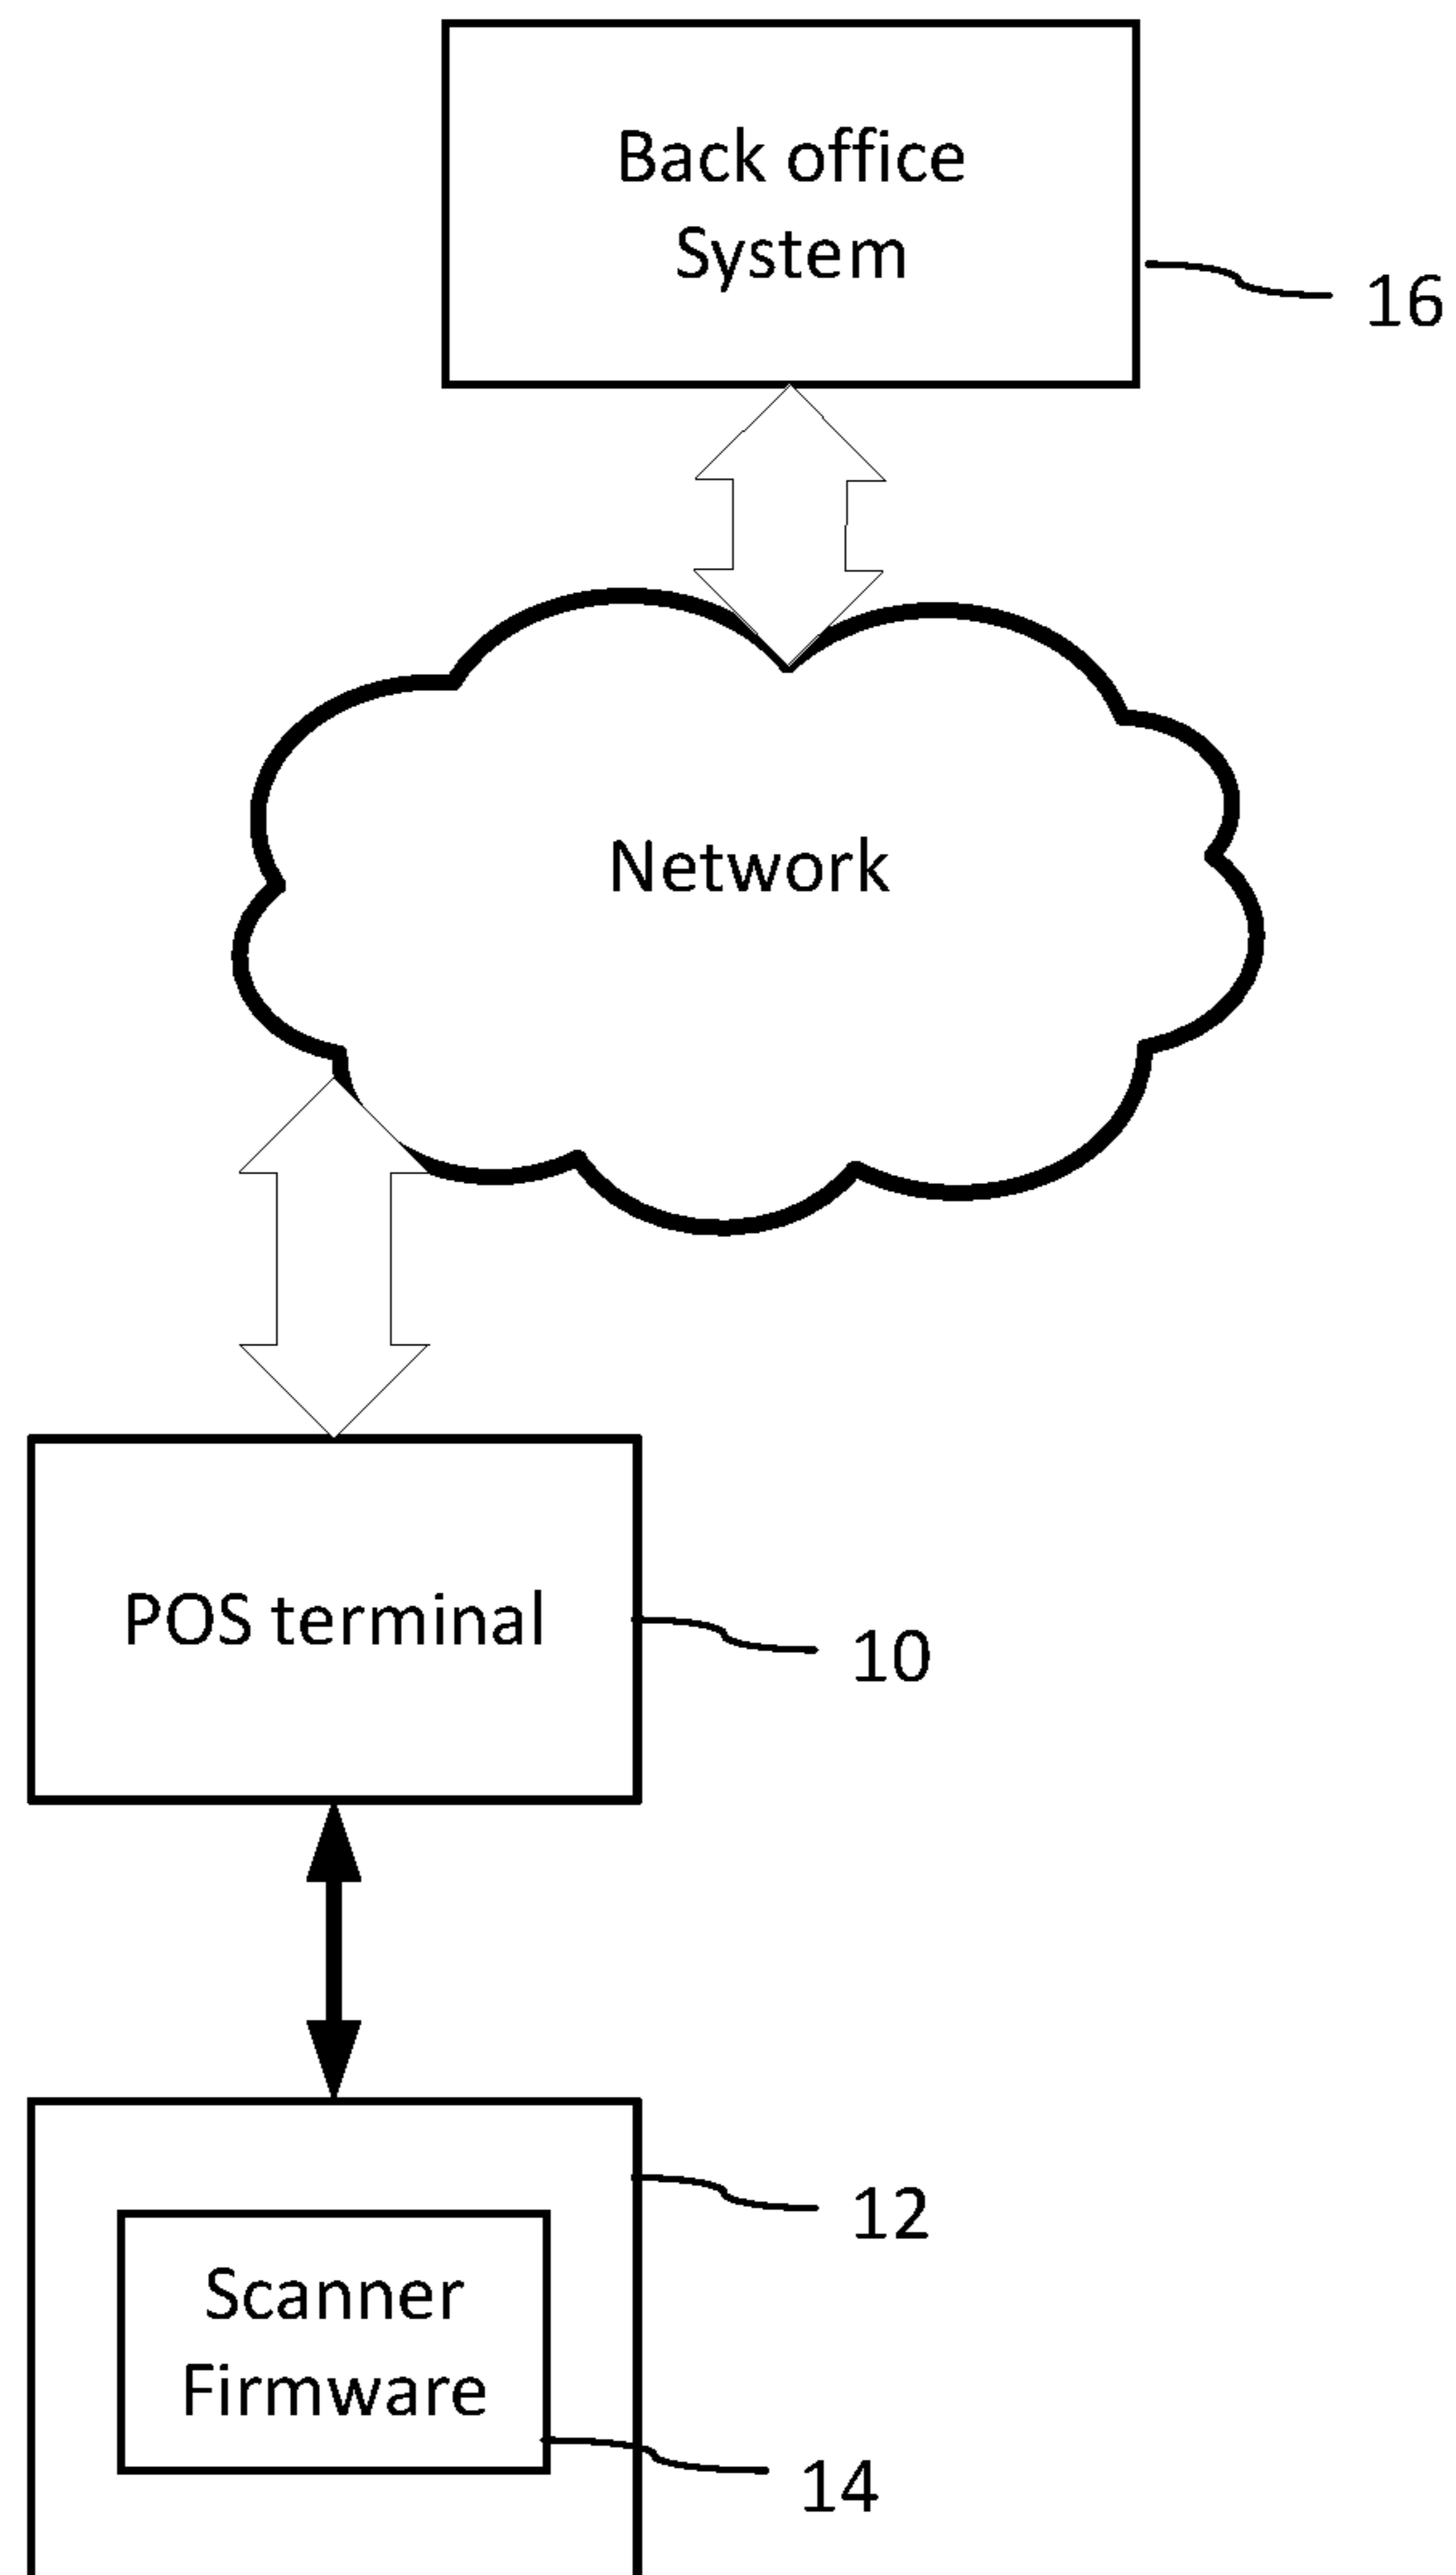 Back office
System
16
Network
POS terminal
10
12
Scanner
Firmware
14